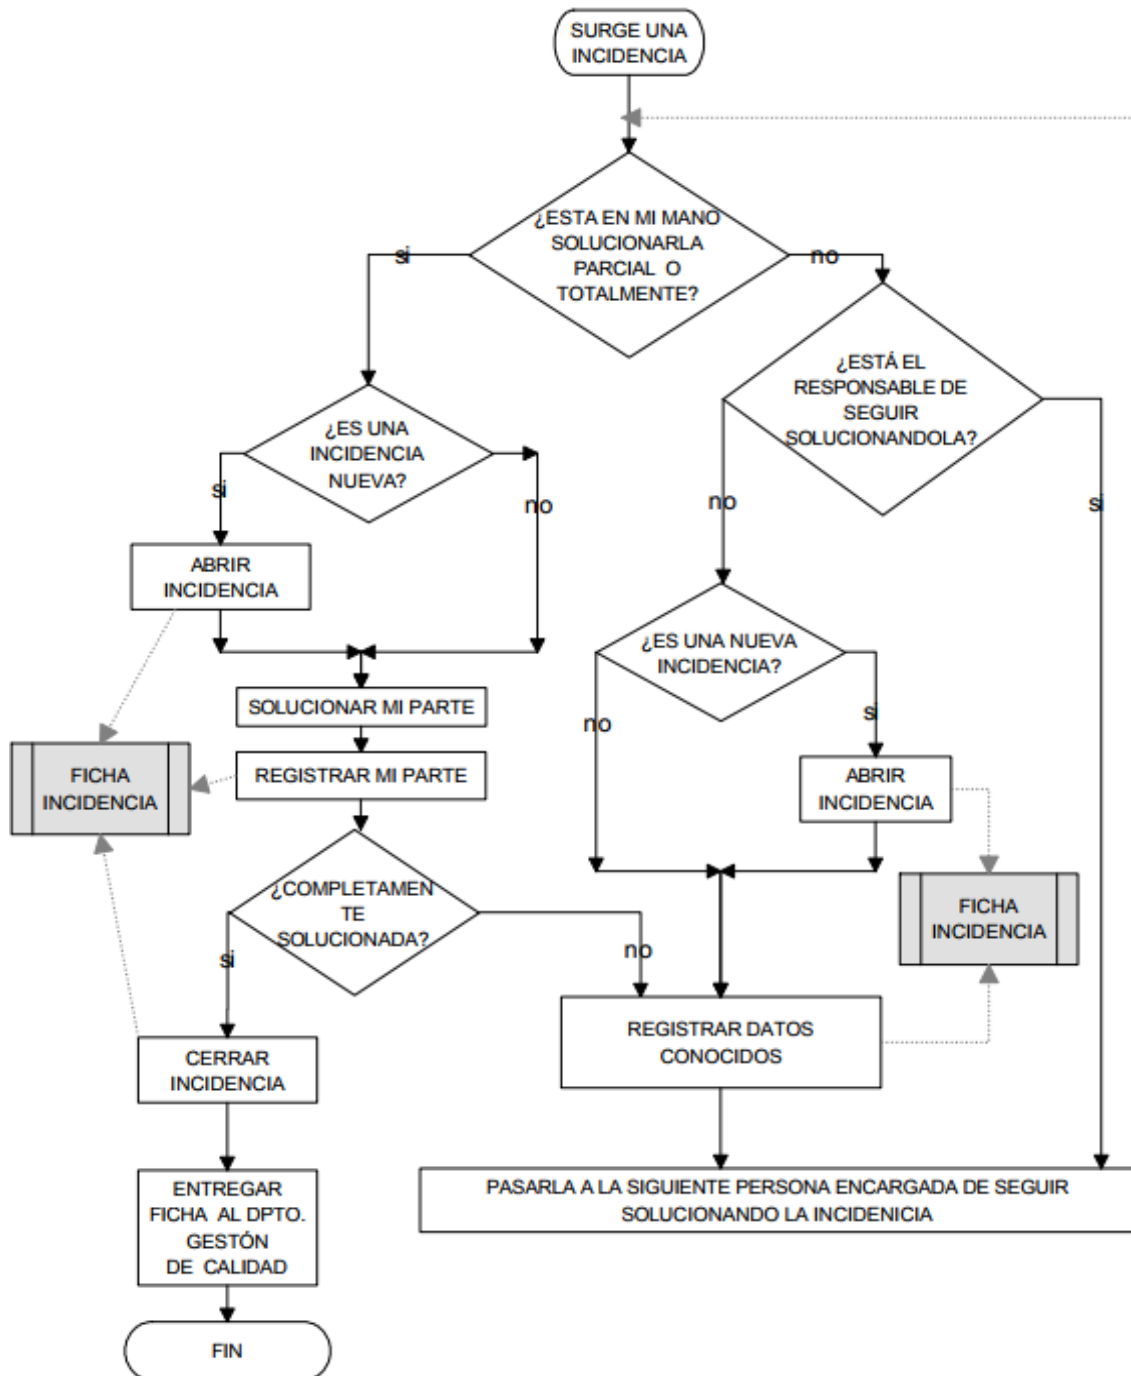 SURGE UNA
INCIDENCIA
¿ESTA EN MI MANO
SOLUCIONARLA
PARCIAL O
TOTALMENTE?
si
no
¿ESTÁ EL
RESPONSABLE DE
SEGUIR
SOLUCIONANDOLA?
¿ES UNA
INCIDENCIA
NUEVA?
si
no
no
si
ABRIR
INCIDENCIA
¿ES UNA NUEVA
INCIDENCIA?
SOLUCIONAR MI PARTE
no
si
REGISTRAR MI PARTE
FICHA
INCIDENCIA
ABRIR
INCIDENCIA
¿COMPLETAMEN
TE
SOLUCIONADA?
FICHA
INCIDENCIA
si
no
REGISTRAR DATOS
CONOCIDOS
CERRAR
INCIDENCIA
PASARLA A LA SIGUIENTE PERSONA ENCARGADA DE SEGUIR
SOLUCIONANDO LA INCIDENICIA
ENTREGAR
FICHA AL DPTO.
GESTIÓN
DE CALIDAD
FIN